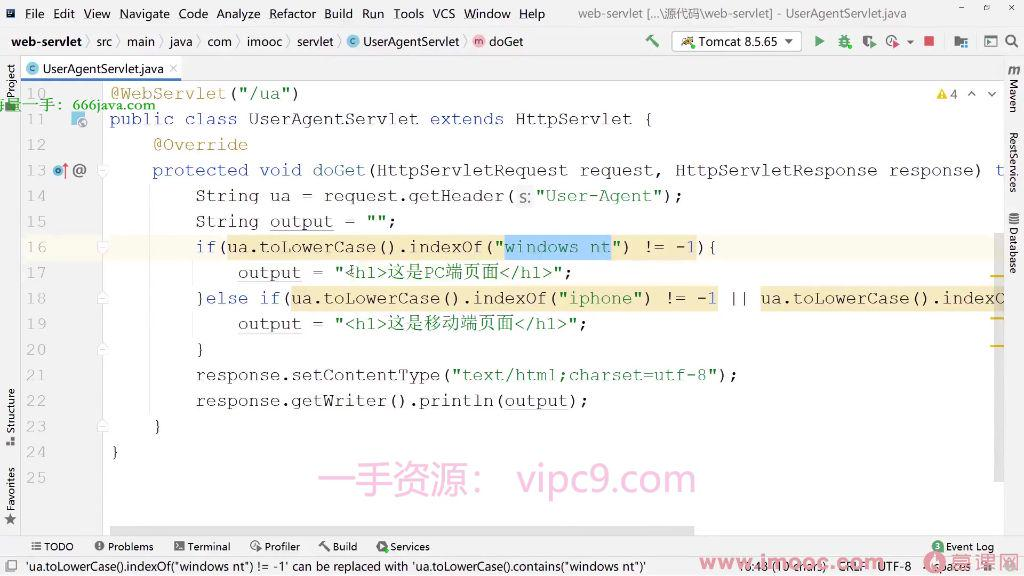 File Edit View Navigate Code Analyze Refactor Build Run Tools VCS Window Help web-servlet [...\源代码\web-servlet] - UserAgentServlet.java
web-servlet src main java com imooc servlet UserAgentServlet doGet Tomcat 8.5.65
UserAgentServlet.java
Project
Structure
Favorites
Maven
RestServices
Database
10 @WebServlet("/ua")
一手：666java.com
4
11 public class UserAgentServlet extends HttpServlet {
12 @Override
13 protected void doGet(HttpServletRequest request, HttpServletResponse response) t
14 String ua = request.getHeader( s: "User-Agent");
15 String output = "";
16 if(ua.toLowerCase().indexOf("windows nt") != -1){
17 output = "<h1>这是PC端页面</h1>";
18 }else if(ua.toLowerCase().indexOf("iphone") != -1 || ua.toLowerCase().indexO
19 output = "<h1>这是移动端页面</h1>";
20 }
21 response.setContentType("text/html;charset=utf-8");
22 response.getWriter().println(output);
23 }
24 }
25
一手资源： vipc9.com
TODO Problems Terminal Profiler Build Services 3 Event Log
www.imooc.com 慕课网
'ua.toLowerCase().indexOf("windows nt") != -1' can be replaced with 'ua.toLowerCase().contains("windows nt")' 16:43 (10 chars) CRLF UTF-8 spaces